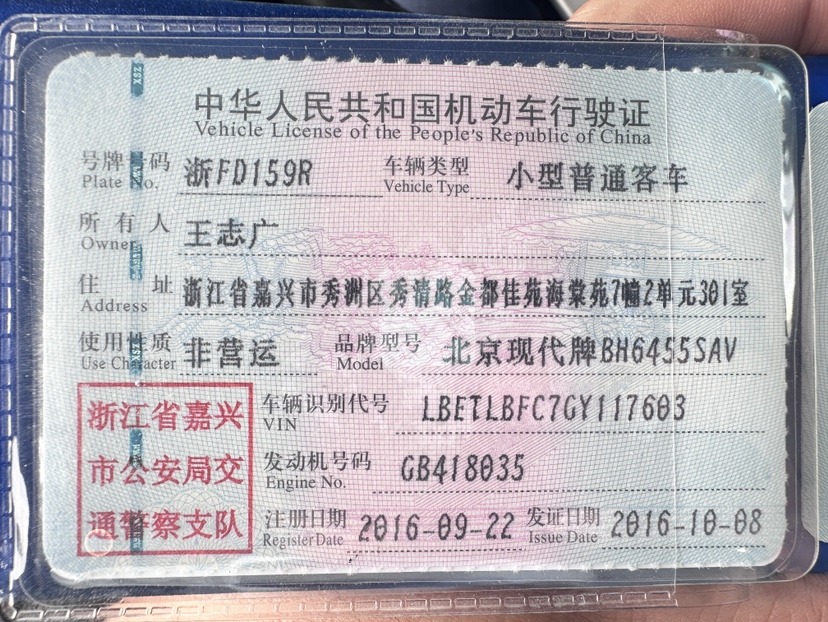 中华人民共和国机动车行驶证
Vehicle License of the People's Republic of China
号牌号码 浙FD159R 车辆类型 小型普通客车
Plate No. Vehicle Type
所有人 王志广
Owner
住址 浙江省嘉兴市秀洲区秀清路金都佳苑海棠苑7幢2单元301室
Address
使用性质 非营运 品牌型号 北京现代牌BH6455SAV
Use Character Model
浙江省嘉兴
市公安局交
通警察支队
车辆识别代号 LBETLBFC7GY117603
VIN
发动机号码 GB418035
Engine No.
注册日期 2016-09-22 发证日期 2016-10-08
Register Date Issue Date